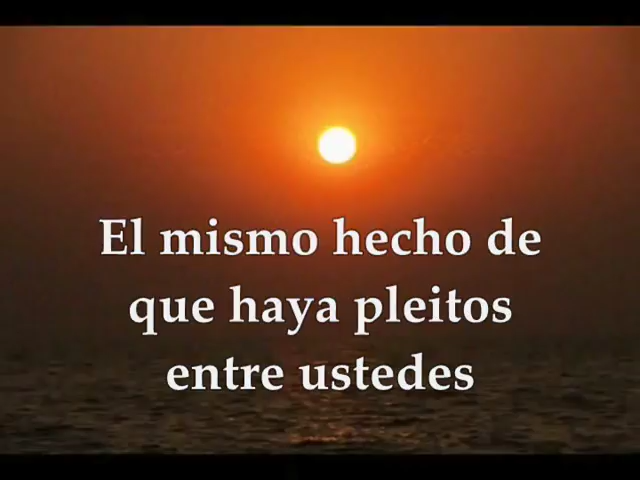 El mismo hecho de
que haya pleitos
entre ustedes